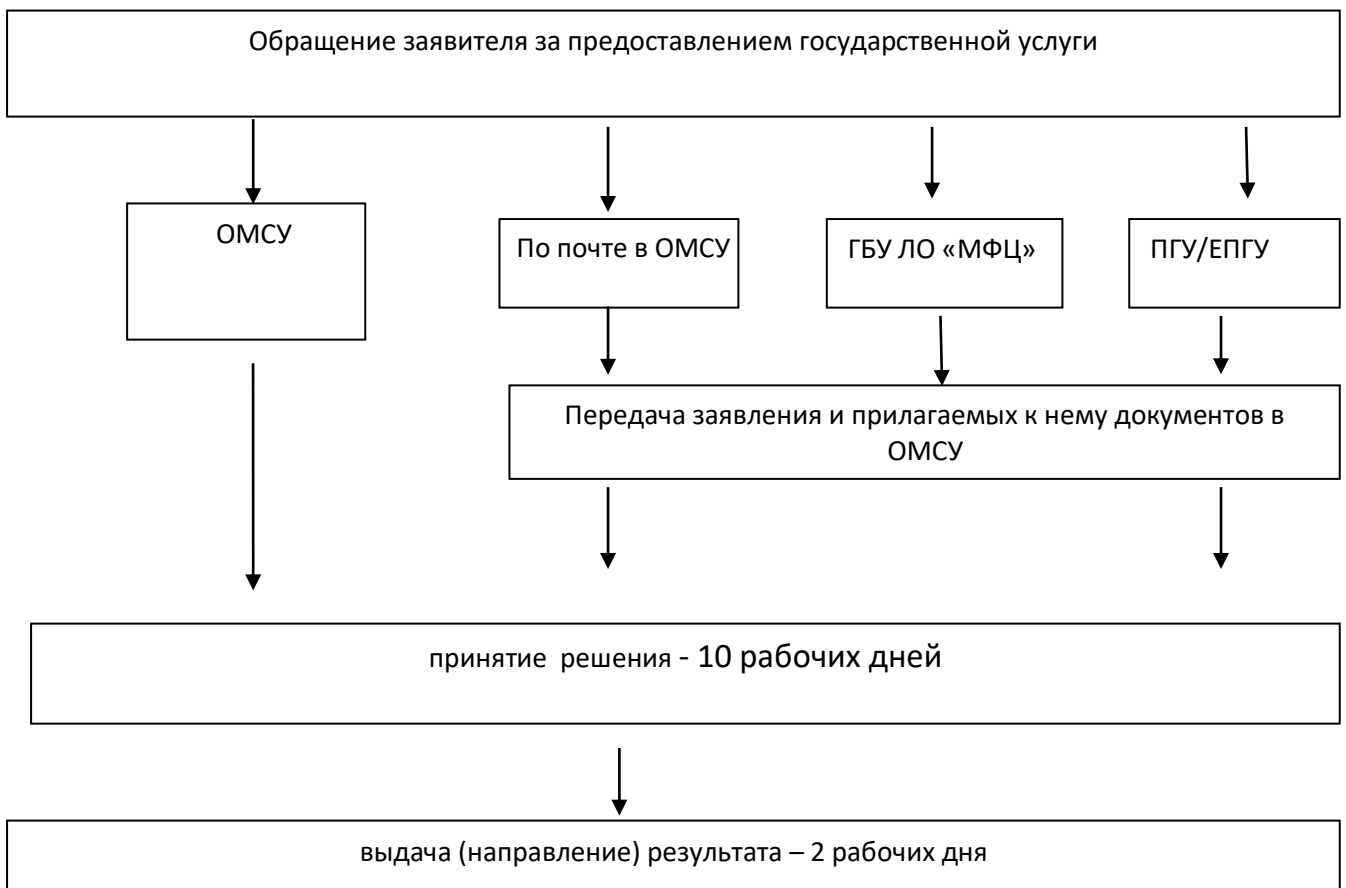 Обращение заявителя за предоставлением государственной услуги
ОМСУ
По почте в ОМСУ
ГБУ ЛО «МФЦ»
ПГУ/ЕПГУ
Передача заявления и прилагаемых к нему документов в
ОМСУ
принятие решения - 10 рабочих дней
выдача (направление) результата – 2 рабочих дня